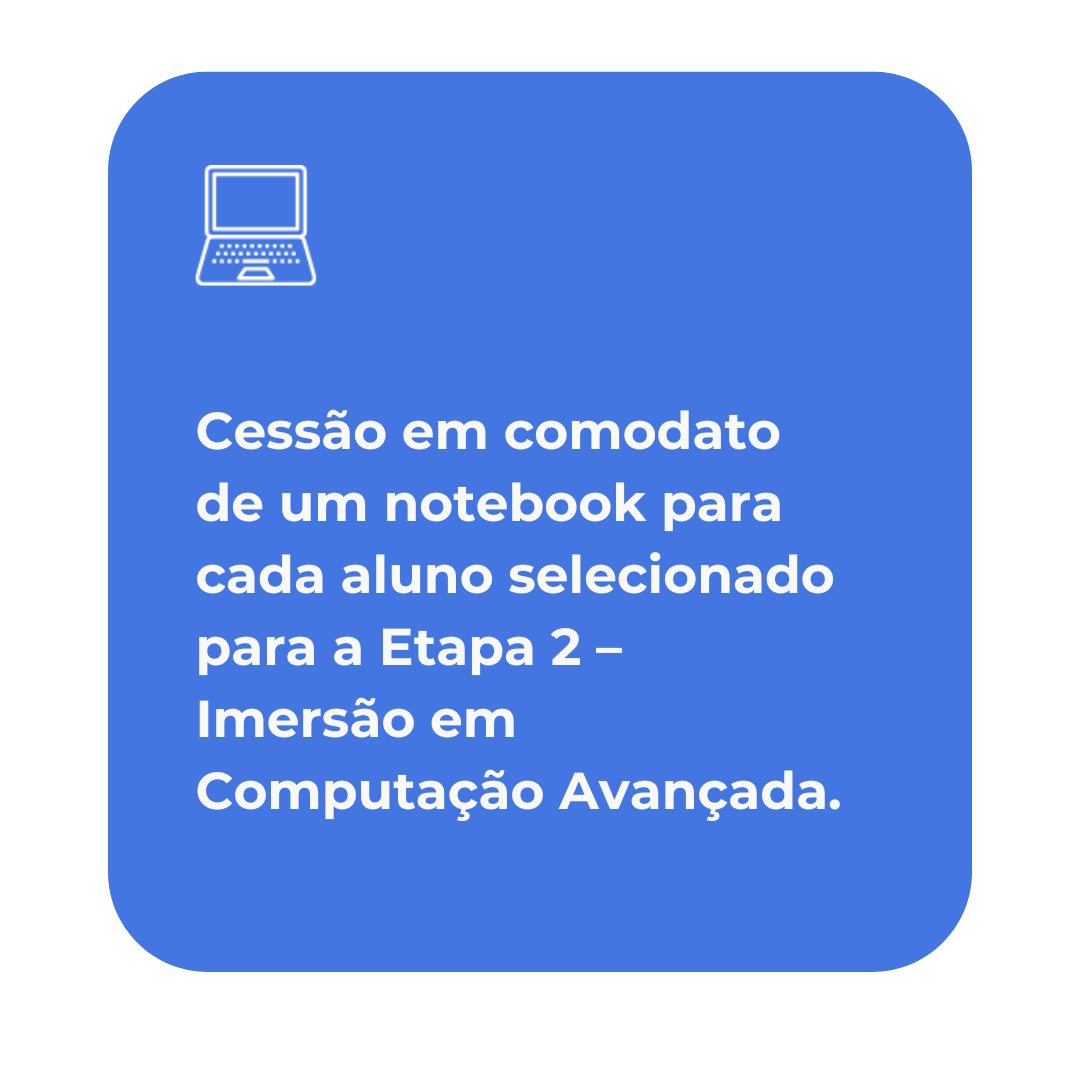 Cessão em comodato
de um notebook para
cada aluno selecionado
para a Etapa 2 –
Imersão em
Computação Avançada.